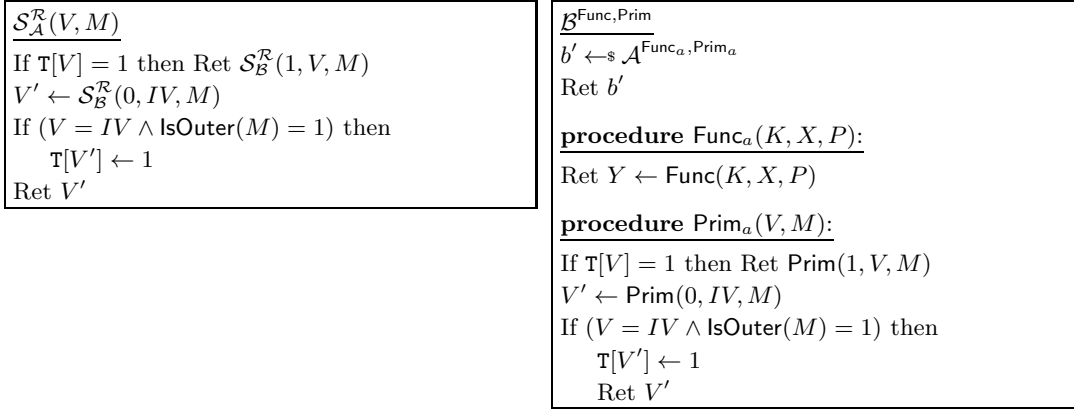 𝒮_𝒜^ℛ(V, M)
If T[V] = 1 then Ret 𝒮_ℬ^ℛ(1, V, M)
V′ ← 𝒮_ℬ^ℛ(0, IV, M)
If (V = IV ∧ IsOuter(M) = 1) then
T[V′] ← 1
Ret V′
ℬ^{Func,Prim}
b′ ←$ 𝒜^{Func_a,Prim_a}
Ret b′
procedure Func_a(K, X, P):
Ret Y ← Func(K, X, P)
procedure Prim_a(V, M):
If T[V] = 1 then Ret Prim(1, V, M)
V′ ← Prim(0, IV, M)
If (V = IV ∧ IsOuter(M) = 1) then
T[V′] ← 1
Ret V′